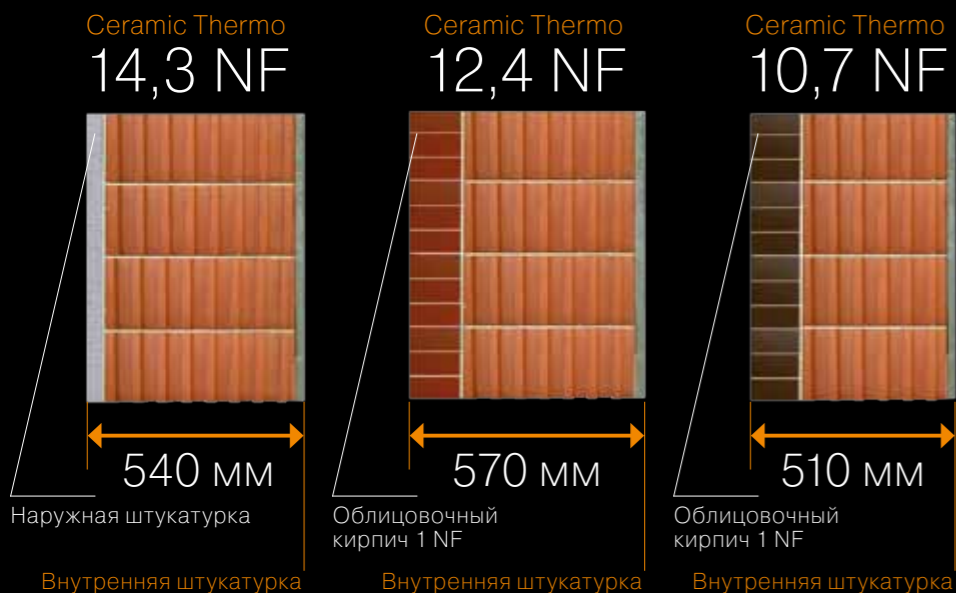 Ceramic Thermo
14,3 NF
540 мм
Наружная штукатурка
Внутренняя штукатурка
Ceramic Thermo
12,4 NF
570 мм
Облицовочный
кирпич 1 NF
Внутренняя штукатурка
Ceramic Thermo
10,7 NF
510 мм
Облицовочный
кирпич 1 NF
Внутренняя штукатурка